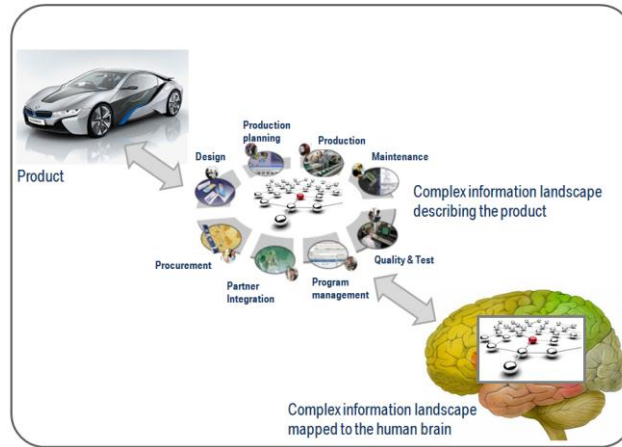 Production
planning
Production
Design
Maintenance
Product
Complex information landscape
describing the product
Procurement
Quality & Test
Partner
Integration
Program
management
Complex information landscape
mapped to the human brain